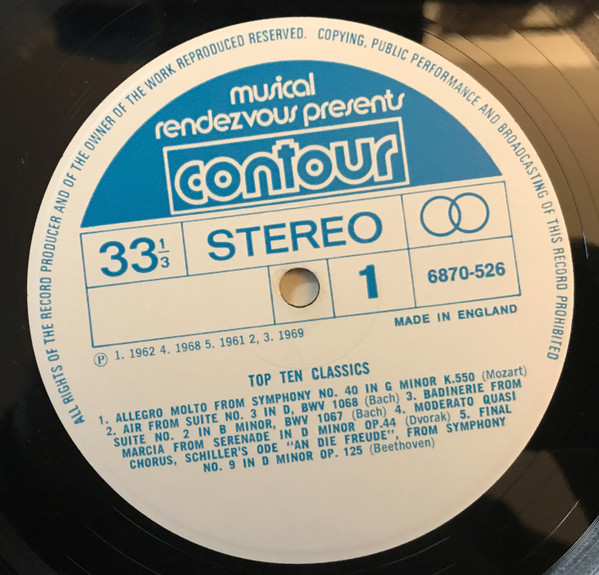 ALL RIGHTS OF THE RECORD PRODUCER AND OF THE OWNER OF THE WORK REPRODUCED RESERVED. COPYING, PUBLIC PERFORMANCE AND BROADCASTING OF THIS RECORD PROHIBITED
musical
rendezvous presents
contour
33 1/3 STEREO
1 6870-526
MADE IN ENGLAND
Ⓟ 1. 1962 4. 1968 5. 1961 2, 3. 1969
TOP TEN CLASSICS
1. ALLEGRO MOLTO FROM SYMPHONY NO. 40 IN G MINOR K.550 (Mozart)
2. AIR FROM SUITE NO. 3 IN D, BWV 1068 (Bach) 3. BADINERIE FROM
SUITE NO. 2 IN B MINOR, BWV 1067 (Bach) 4. MODERATO QUASI
MARCIA FROM SERENADE IN D MINOR OP.44 (Dvorak) 5. FINAL
CHORUS, SCHILLER'S ODE "AN DIE FREUDE", FROM SYMPHONY
NO. 9 IN D MINOR OP. 125 (Beethoven)